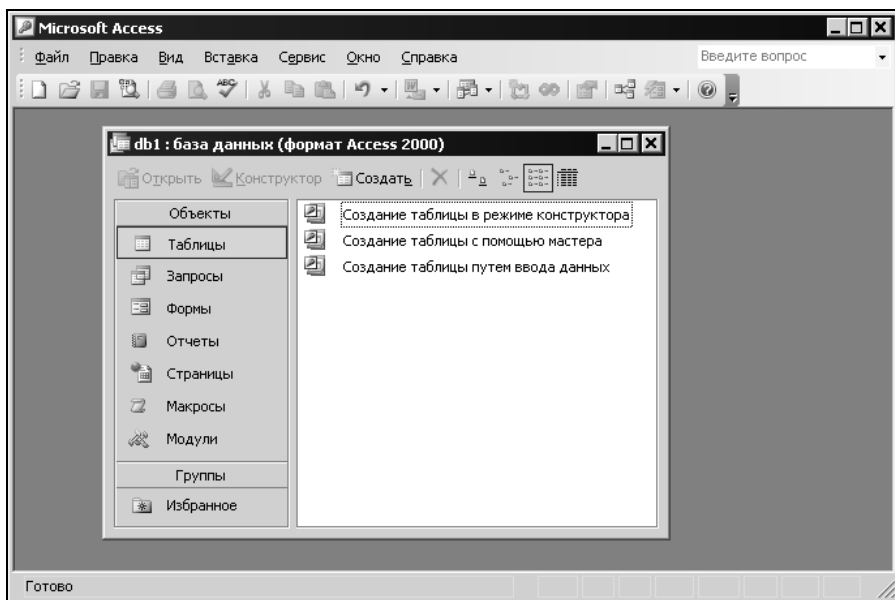 Microsoft Access
Файл Правка Вид Вставка Сервис Окно Справка Введите вопрос
db1 : база данных (формат Access 2000)
Открыть Конструктор Создать
Объекты
Таблицы
Запросы
Формы
Отчеты
Страницы
Макросы
Модули
Группы
Избранное
Создание таблицы в режиме конструктора
Создание таблицы с помощью мастера
Создание таблицы путем ввода данных
Готово